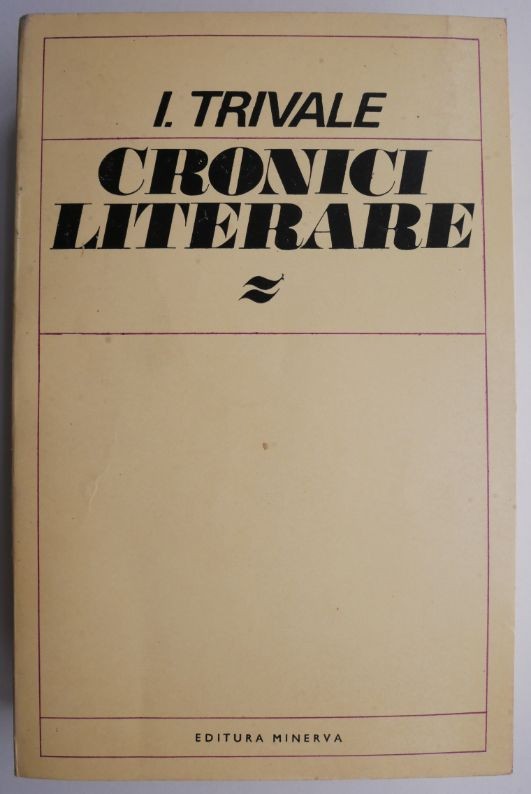 I. TRIVALE
CRONICI
LITERARE
EDITURA MINERVA